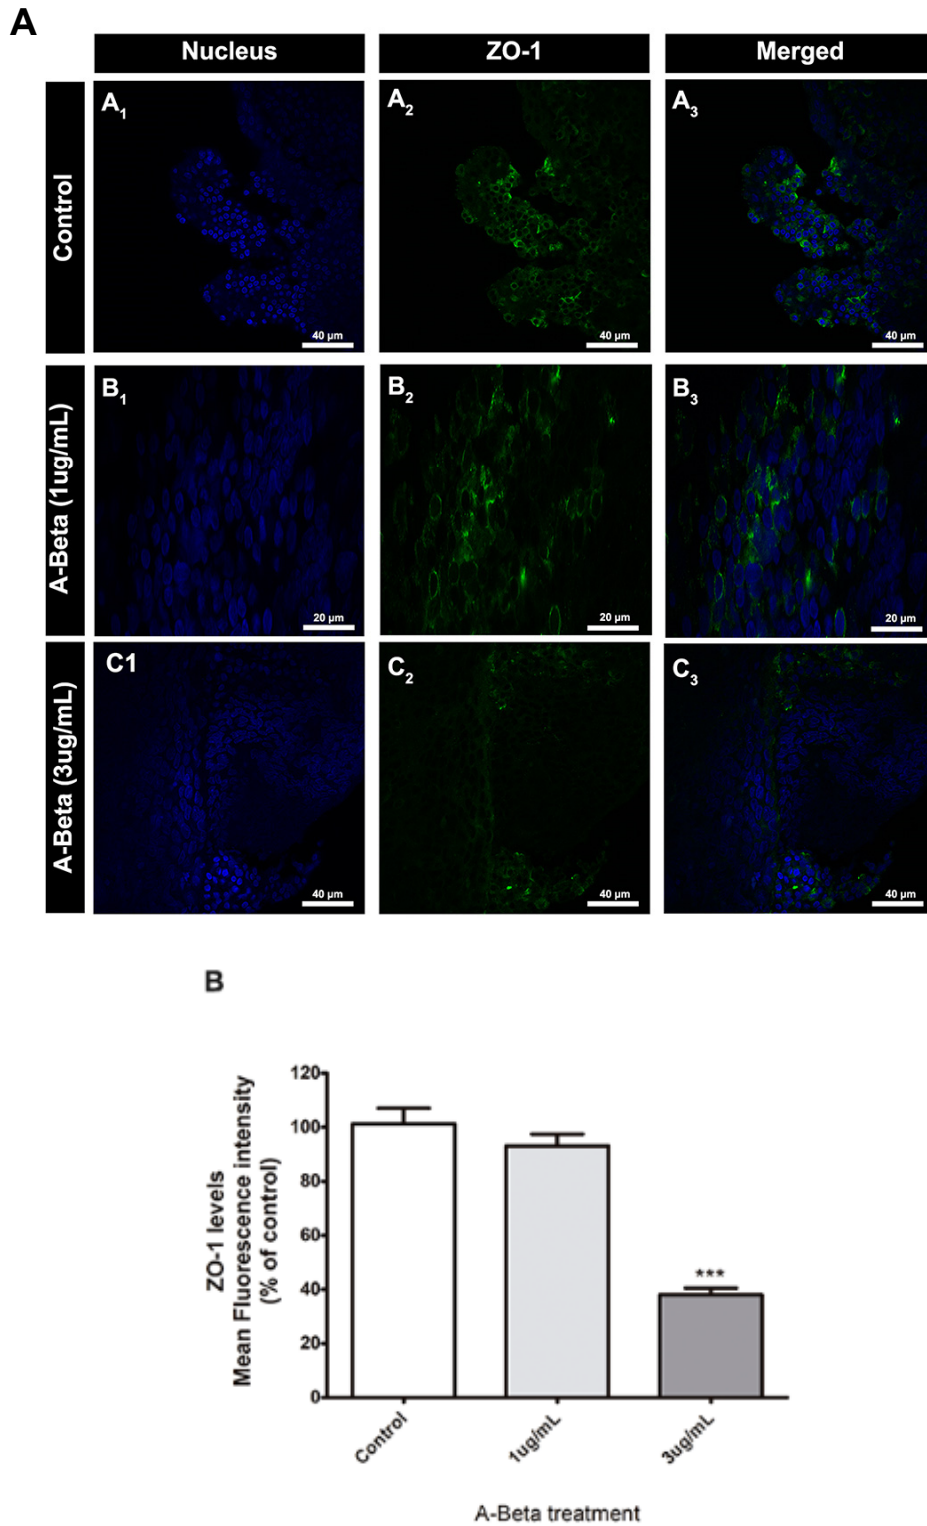 A
Nucleus
ZO-1
Merged
Control
A1
A2
A3
40 µm
40 µm
40 µm
A-Beta (1ug/mL)
B1
B2
B3
20 µm
20 µm
20 µm
A-Beta (3ug/mL)
C1
C2
C3
40 µm
40 µm
40 µm
B
ZO-1 levels
Mean Fluorescence intensity
(% of control)
120
100
80
60
40
20
0
***
Control
1ug/mL
3ug/mL
A-Beta treatment